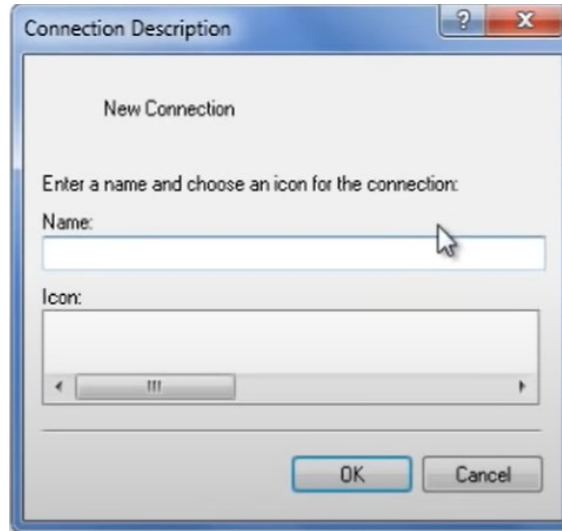 Connection Description
?
New Connection
Enter a name and choose an icon for the connection:
Name:
Icon:
OK
Cancel